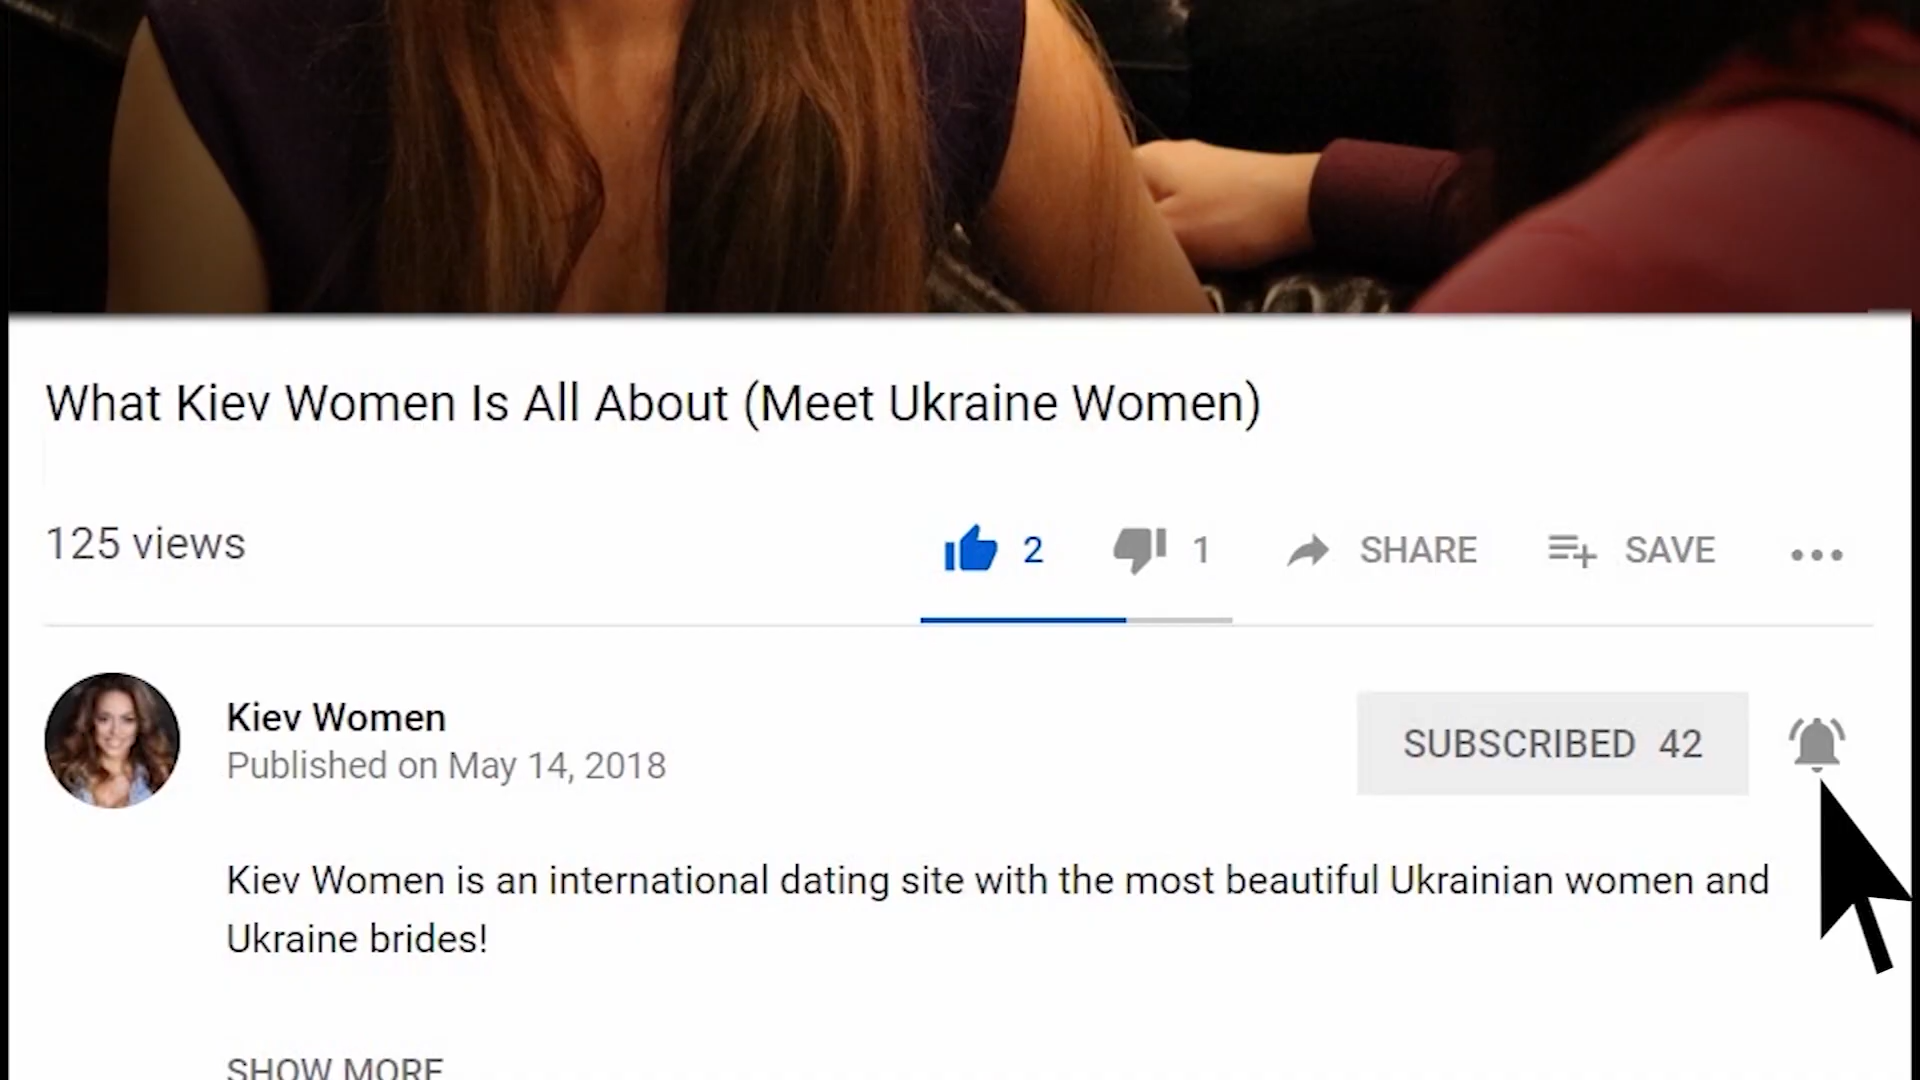 What Kiev Women Is All About (Meet Ukraine Women)
125 views
2
1
SHARE
SAVE
Kiev Women
Published on May 14, 2018
SUBSCRIBED 42
Kiev Women is an international dating site with the most beautiful Ukrainian women and
Ukraine brides!
SHOW MORE